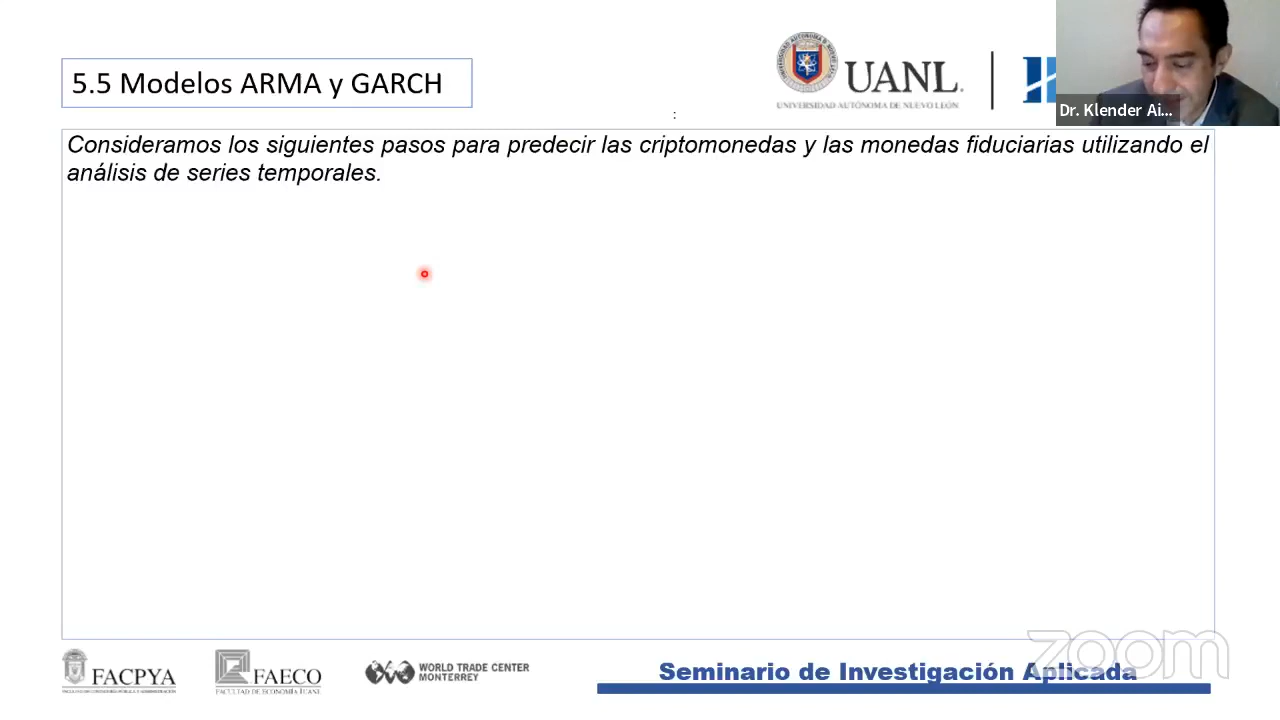 5.5 Modelos ARMA y GARCH
UANL
UNIVERSIDAD AUTÓNOMA DE NUEVO LEÓN
Dr. Klender Ai...
:
Consideramos los siguientes pasos para predecir las criptomonedas y las monedas fiduciarias utilizando el
análisis de series temporales.
FACPYA
FAECO
FACULTAD DE ECONOMÍA UANL
WORLD TRADE CENTER
MONTERREY
Seminario de Investigación Aplicada
zoom